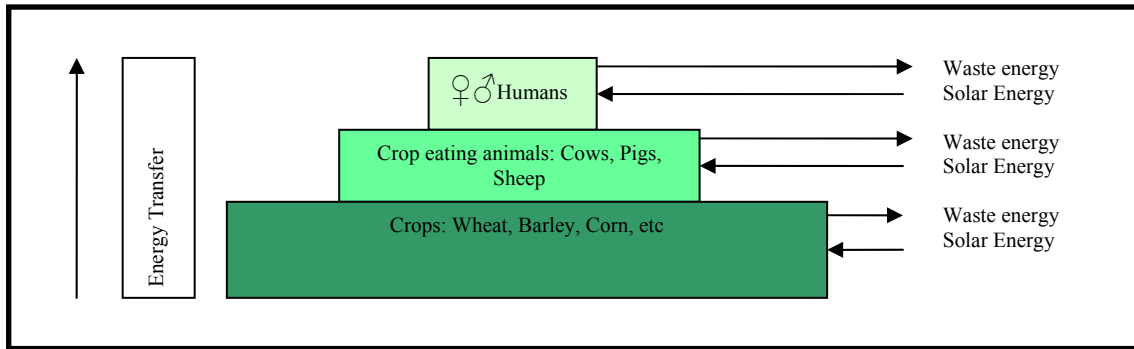 Energy Transfer
♀♂Humans
Crop eating animals: Cows, Pigs,
Sheep
Crops: Wheat, Barley, Corn, etc
Waste energy
Solar Energy
Waste energy
Solar Energy
Waste energy
Solar Energy